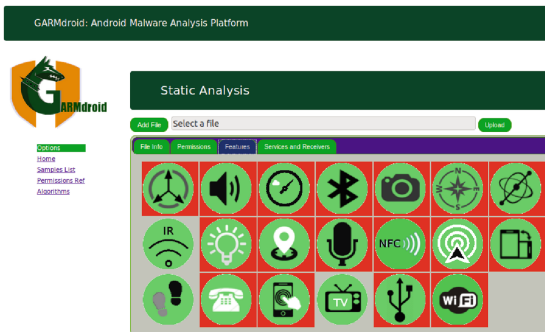 GARMdroid: Android Malware Analysis Platform
GARMdroid
Static Analysis
Add File Select a file Upload
File Info Permissions Features Services and Receivers
Options
Home
Samples List
Permissions Ref
Algorithms
N
W E
S
IR
NFC
TV
WiFi